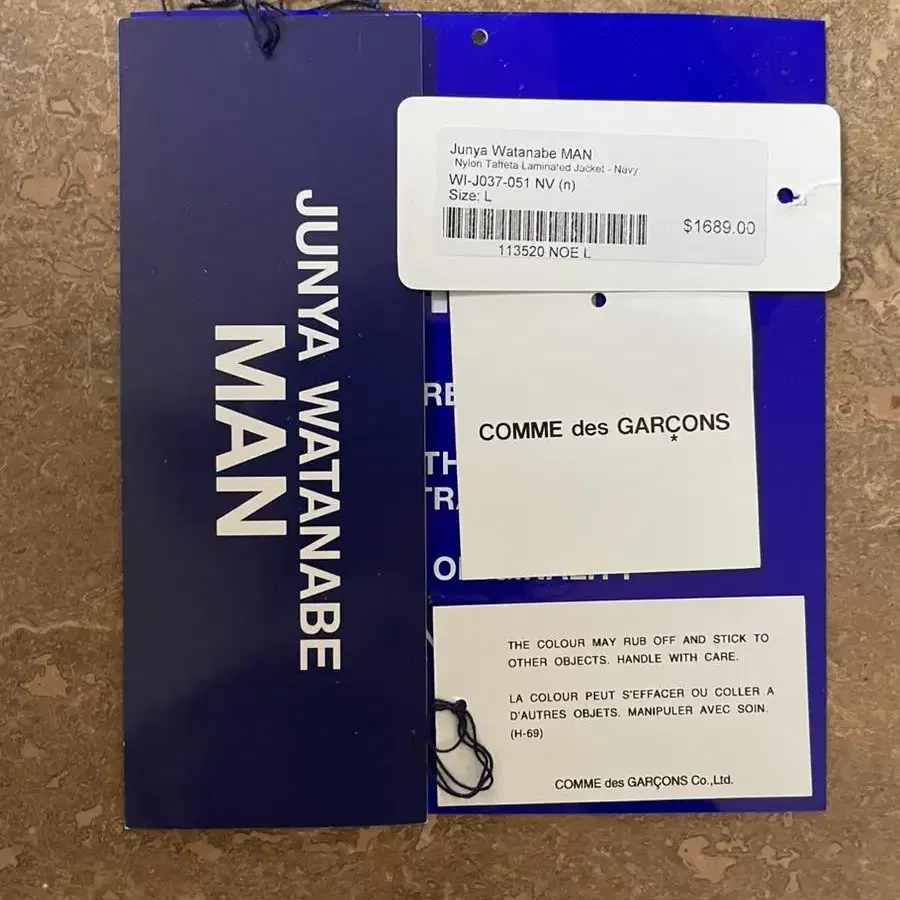 JUNYA WATANABE
MAN
Junya Watanabe MAN
Nylon Taffeta Laminated Jacket - Navy
WI-J037-051 NV (n)
Size: L
$1689.00
113520 NOE L
COMME des GARÇONS
*
THE COLOUR MAY RUB OFF AND STICK TO
OTHER OBJECTS. HANDLE WITH CARE.
LA COLOUR PEUT S'EFFACER OU COLLER A
D'AUTRES OBJETS. MANIPULER AVEC SOIN.
(H-69)
COMME des GARÇONS Co.,Ltd.